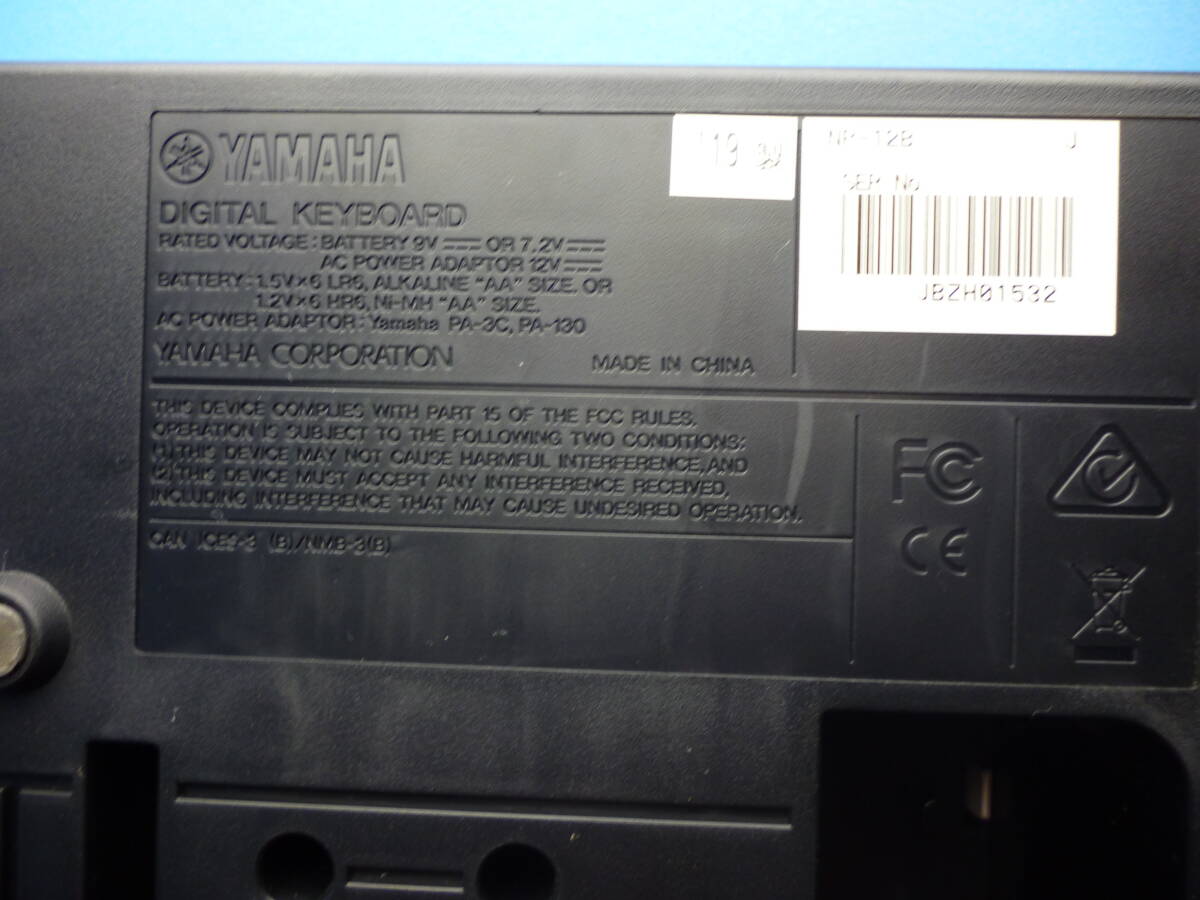 YAMAHA
DIGITAL KEYBOARD
RATED VOLTAGE : BATTERY 9V OR 7.2V
AC POWER ADAPTOR 12V
BATTERY : 1.5V×6 LR6, ALKALINE "AA" SIZE. OR
1.2V×6 HR6, Ni-MH "AA" SIZE.
AC POWER ADAPTOR : Yamaha PA-3C, PA-130
YAMAHA CORPORATION MADE IN CHINA
'19
NP-12B J
SER No
JBZH01532
THIS DEVICE COMPLIES WITH PART 15 OF THE FCC RULES.
OPERATION IS SUBJECT TO THE FOLLOWING TWO CONDITIONS:
(1) THIS DEVICE MAY NOT CAUSE HARMFUL INTERFERENCE, AND
(2) THIS DEVICE MUST ACCEPT ANY INTERFERENCE RECEIVED,
INCLUDING INTERFERENCE THAT MAY CAUSE UNDESIRED OPERATION.
CAN ICES-3 (B)/NMB-3(B)
FC
CE